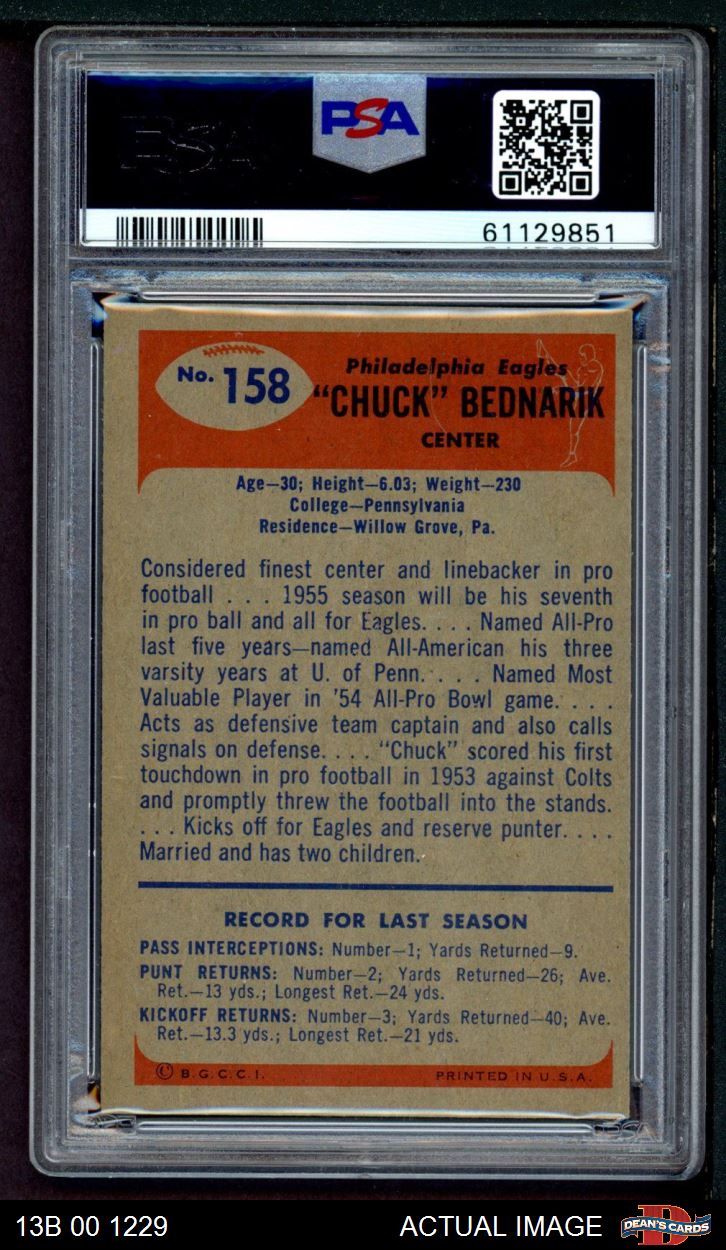 PSA
61129851
No. 158
Philadelphia Eagles
"CHUCK" BEDNARIK
CENTER
Age—30; Height—6.03; Weight—230
College—Pennsylvania
Residence—Willow Grove, Pa.
Considered finest center and linebacker in pro
football . . . 1955 season will be his seventh
in pro ball and all for Eagles. . . . Named All-Pro
last five years—named All-American his three
varsity years at U. of Penn. . . . Named Most
Valuable Player in '54 All-Pro Bowl game. . . .
Acts as defensive team captain and also calls
signals on defense. . . . "Chuck" scored his first
touchdown in pro football in 1953 against Colts
and promptly threw the football into the stands.
. . . Kicks off for Eagles and reserve punter. . . .
Married and has two children.
RECORD FOR LAST SEASON
PASS INTERCEPTIONS: Number—1; Yards Returned—9.
PUNT RETURNS: Number—2; Yards Returned—26; Ave.
Ret.—13 yds.; Longest Ret.—24 yds.
KICKOFF RETURNS: Number—3; Yards Returned—40; Ave.
Ret.—13.3 yds.; Longest Ret.—21 yds.
© B.G.C.C.I. PRINTED IN U.S.A.
13B 00 1229 ACTUAL IMAGE DEAN'S CARDS